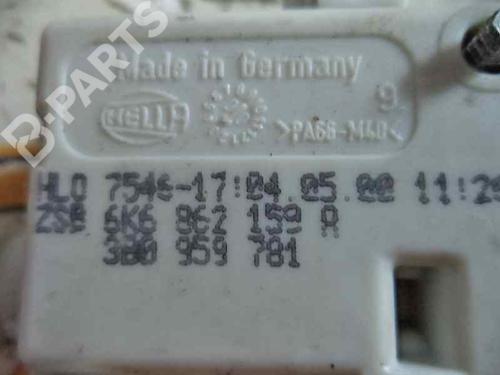 B-PARTS
Made in Germany
9
HELLA
>PA66-M40<
HLO 7546-17:04.05.00 11:28
ZSB 6K6 862 159 A
3B0 959 781